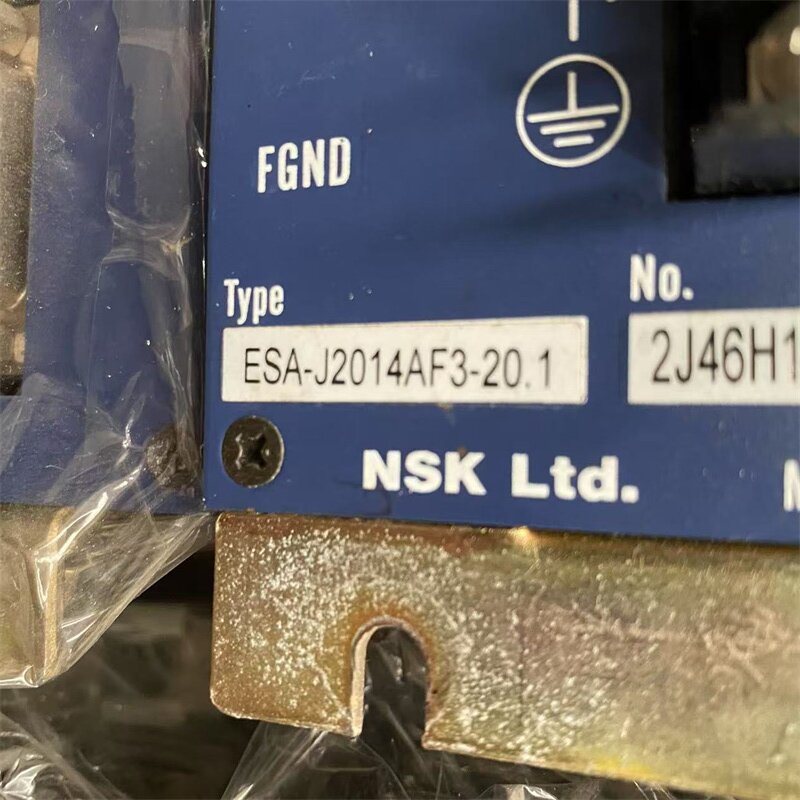 FGND
Type
No.
ESA-J2014AF3-20.1
2J46H1
NSK Ltd.